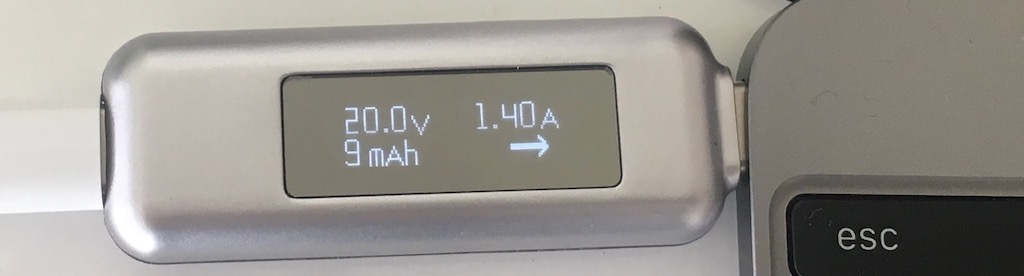 20.0V 1.40A
9mAh →
esc